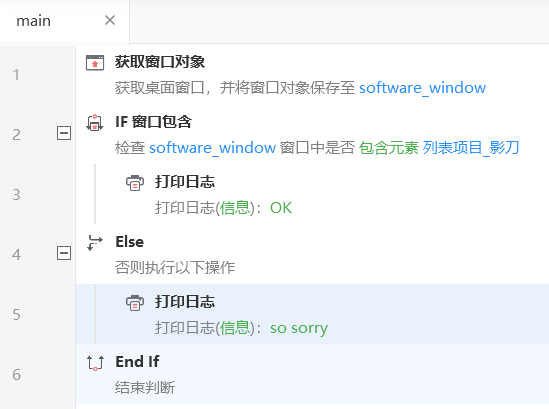 main
1
获取窗口对象
获取桌面窗口，并将窗口对象保存至 software_window
2
IF 窗口包含
检查 software_window 窗口中是否 包含元素 列表项目_影刀
3
打印日志
打印日志(信息)：OK
4
Else
否则执行以下操作
5
打印日志
打印日志(信息)：so sorry
6
End If
结束判断